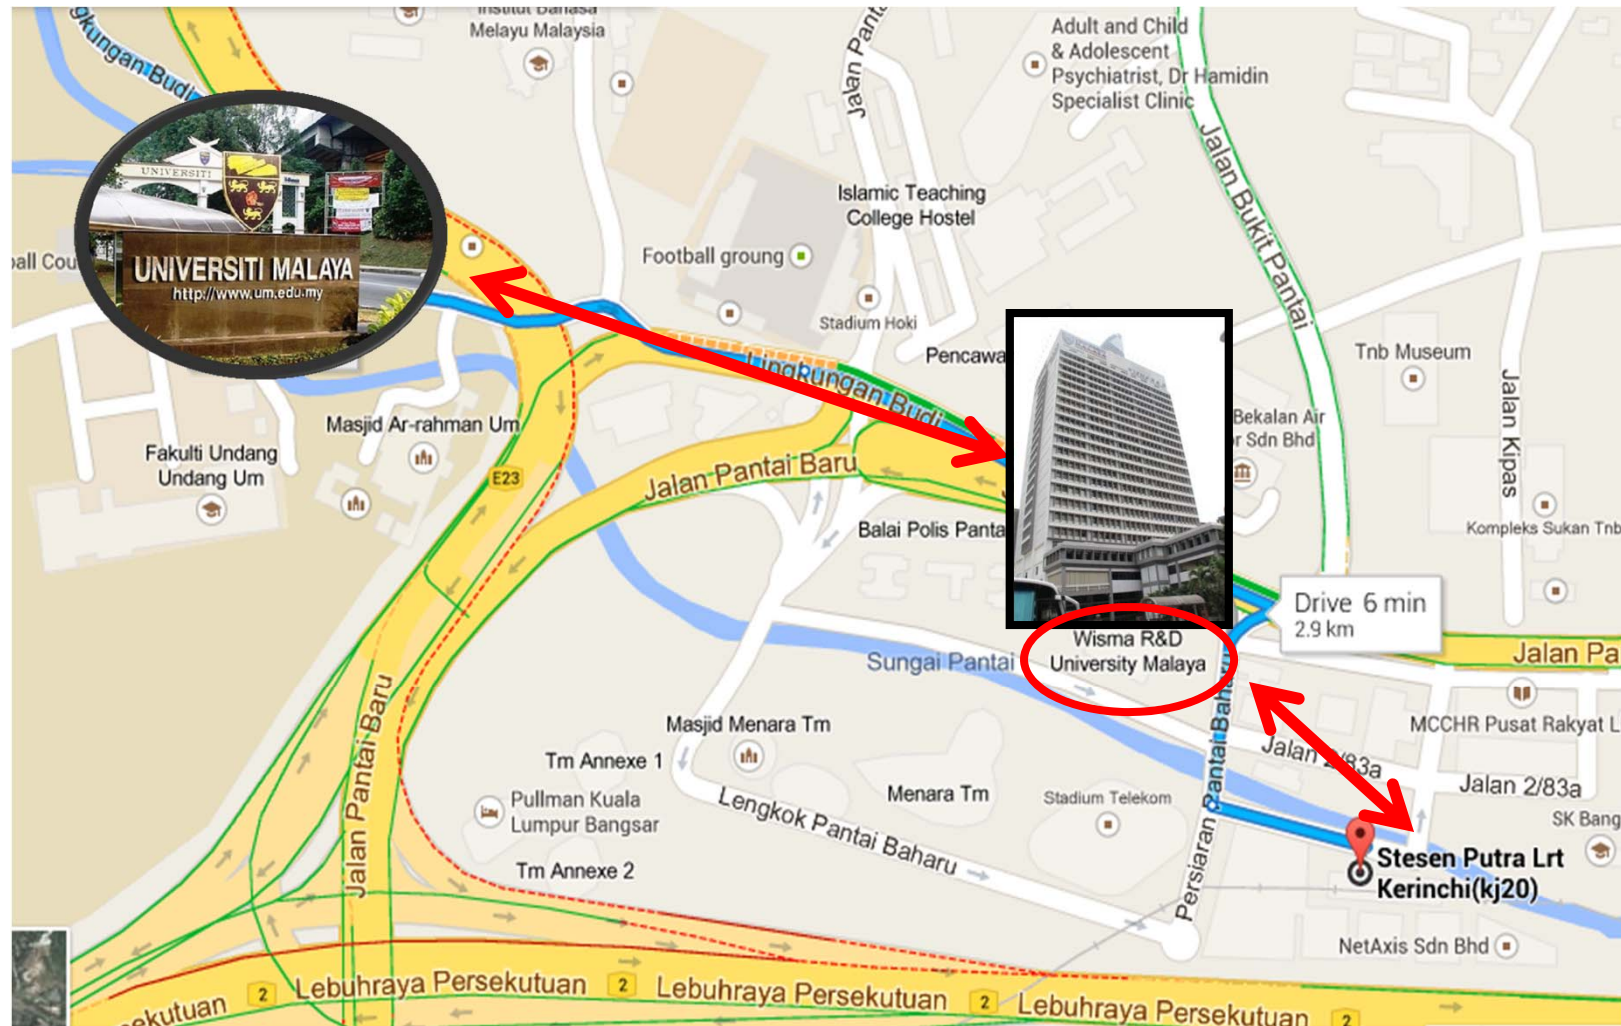 Institut Bahasa
Melayu Malaysia
Lingkungan Budi
Jalan Panta
Adult and Child
& Adolescent
Psychiatrist, Dr Hamidin
Specialist Clinic
UNIVERSITI
UNIVERSITI MALAYA
http://www.um.edu.my
Islamic Teaching
College Hostel
Jalan Bukit Pantai
Football groung
Stadium Hoki
Pencawa
Tnb Museum
Jalan Kipas
Lingkungan Budi
Bekalan Air
or Sdn Bhd
Masjid Ar-rahman Um
Fakulti Undang
Undang Um
E23
Jalan Pantai Baru
Kompleks Sukan Tnb
Balai Polis Panta
Drive 6 min
2.9 km
Wisma R&D
University Malaya
Sungai Pantai
Jalan Pa
Persiaran Pantai Baharu
Jalan Pantai Baru
Masjid Menara Tm
MCCHR Pusat Rakyat L
Tm Annexe 1
Jalan 2/83a
Jalan 2/83a
Pullman Kuala
Lumpur Bangsar
Lengkok Pantai Baharu
Menara Tm
Stadium Telekom
SK Bang
Tm Annexe 2
Stesen Putra Lrt
Kerinchi(kj20)
NetAxis Sdn Bhd
sekutuan
2
Lebuhraya Persekutuan
2
Lebuhraya Persekutuan
2
Lebuhraya Persekutuan
2